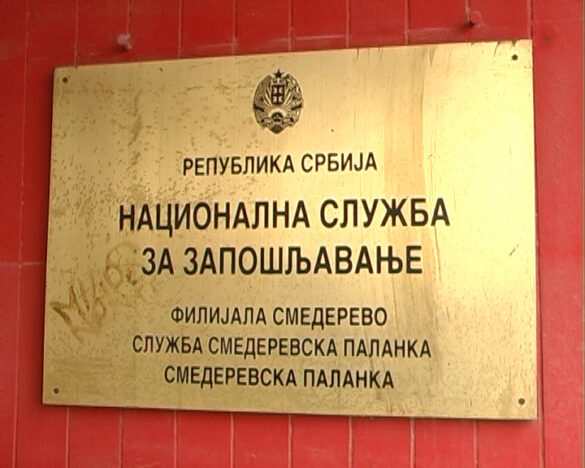 РЕПУБЛИКА СРБИЈА
НАЦИОНАЛНА СЛУЖБА
ЗА ЗАПОШЉАВАЊЕ
ФИЛИЈАЛА СМЕДЕРЕВО
СЛУЖБА СМЕДЕРЕВСКА ПАЛАНКА
СМЕДЕРЕВСКА ПАЛАНКА